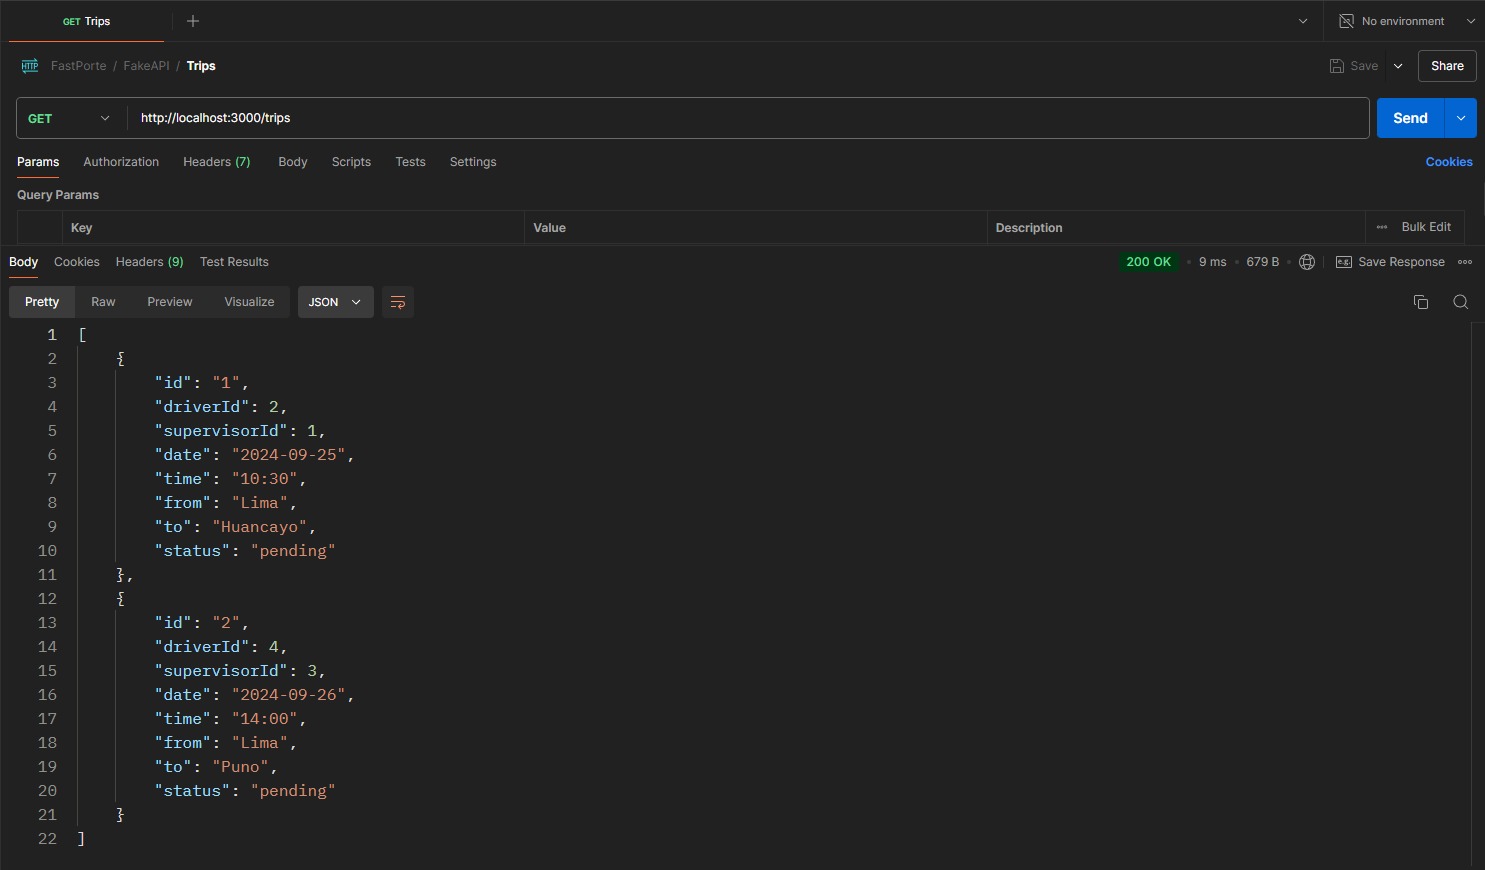 GET Trips
No environment
FastPorte / FakeAPI / Trips
Save
Share
HTTP
GET
http://localhost:3000/trips
Send
Params Authorization Headers (7) Body Scripts Tests Settings Cookies
Query Params
Key Value Description Bulk Edit
Body Cookies Headers (9) Test Results 200 OK • 9 ms • 679 B • e.g. Save Response
Pretty Raw Preview Visualize JSON
1 [
2 {
3 "id": "1",
4 "driverId": 2,
5 "supervisorId": 1,
6 "date": "2024-09-25",
7 "time": "10:30",
8 "from": "Lima",
9 "to": "Huancayo",
10 "status": "pending"
11 },
12 {
13 "id": "2",
14 "driverId": 4,
15 "supervisorId": 3,
16 "date": "2024-09-26",
17 "time": "14:00",
18 "from": "Lima",
19 "to": "Puno",
20 "status": "pending"
21 }
22 ]